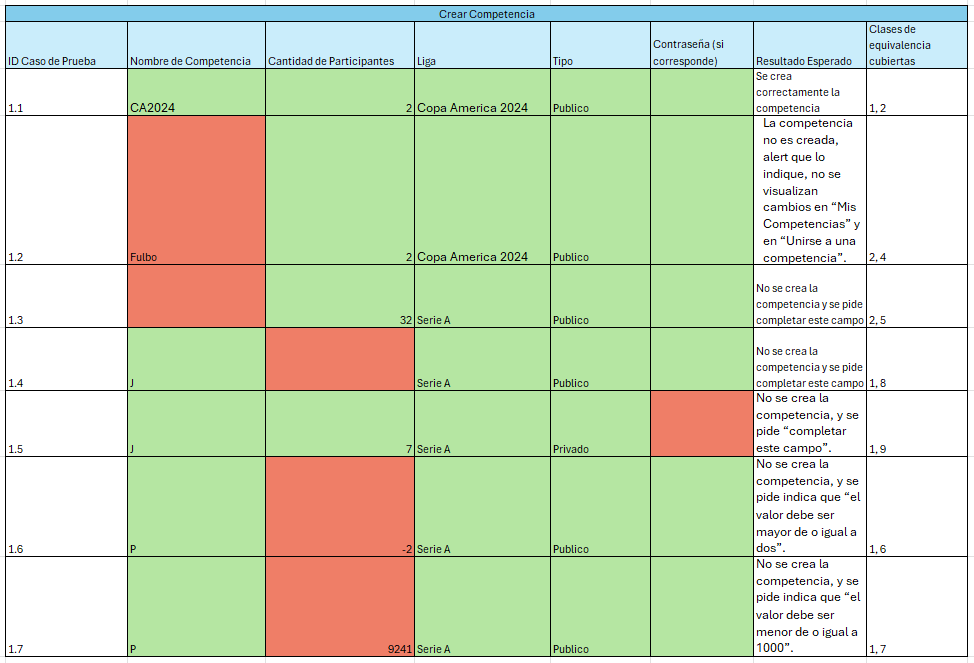 Crear Competencia
ID Caso de Prueba
Nombre de Competencia
Cantidad de Participantes
Liga
Tipo
Contraseña (si
corresponde)
Resultado Esperado
Clases de
equivalencia
cubiertas
1.1
CA2024
2
Copa America 2024
Publico
Se crea
correctamente la
competencia
1, 2
1.2
Fulbo
2
Copa America 2024
Publico
La competencia
no es creada,
alert que lo
indique, no se
visualizan
cambios en “Mis
Competencias” y
en “Unirse a una
competencia”.
2, 4
1.3
32
Serie A
Publico
No se crea la
competencia y se pide
completar este campo
2, 5
1.4
J
Serie A
Publico
No se crea la
competencia y se pide
completar este campo
1, 8
1.5
J
7
Serie A
Privado
No se crea la
competencia, y se
pide “completar
este campo”.
1, 9
1.6
P
-2
Serie A
Publico
No se crea la
competencia, y se
pide indica que “el
valor debe ser
mayor de o igual a
dos”.
1, 6
1.7
P
9241
Serie A
Publico
No se crea la
competencia, y se
pide indica que “el
valor debe ser
menor de o igual a
1000”.
1, 7